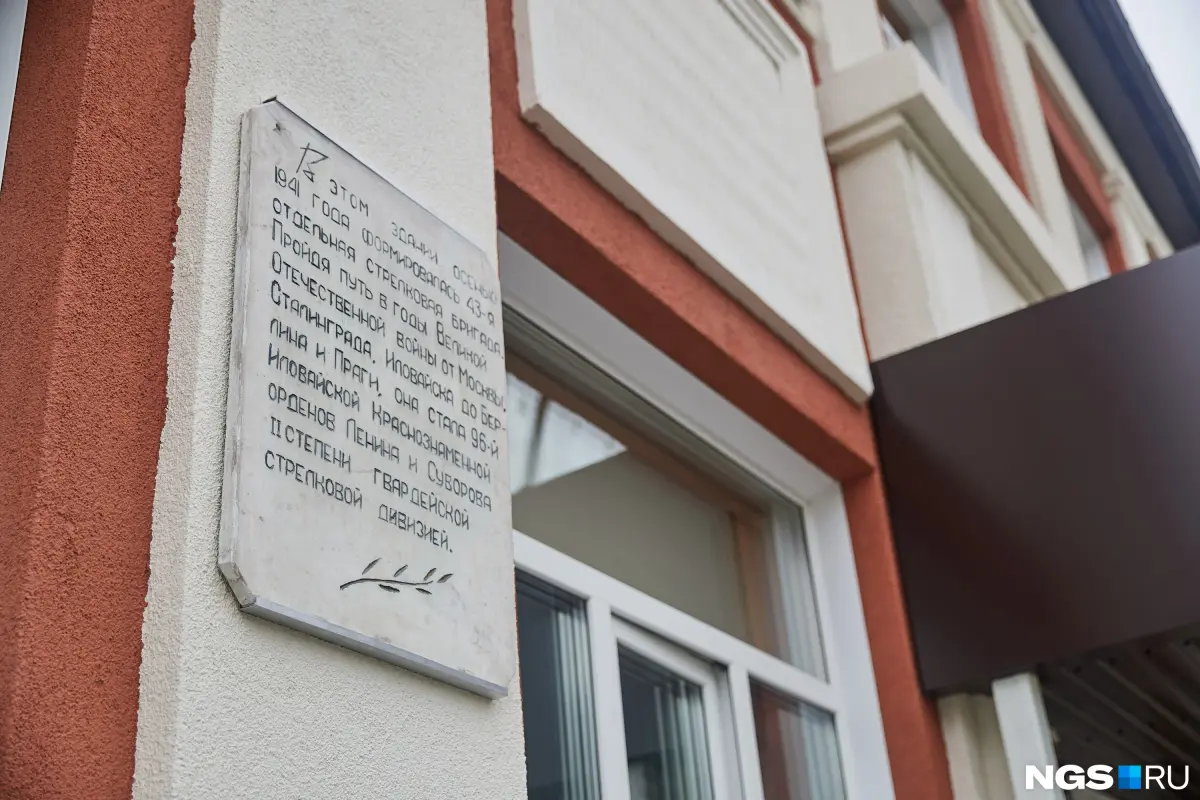 В этом здании осенью
1941 года формировалась 43-я
отдельная стрелковая бригада.
Пройдя путь в годы Великой
Отечественной войны от Москвы,
Сталинграда, Иловайска до Бер-
лина и Праги, она стала 96-й
Иловайской Краснознаменной
орденов Ленина и Суворова
II степени гвардейской
стрелковой дивизией.
NGS RU